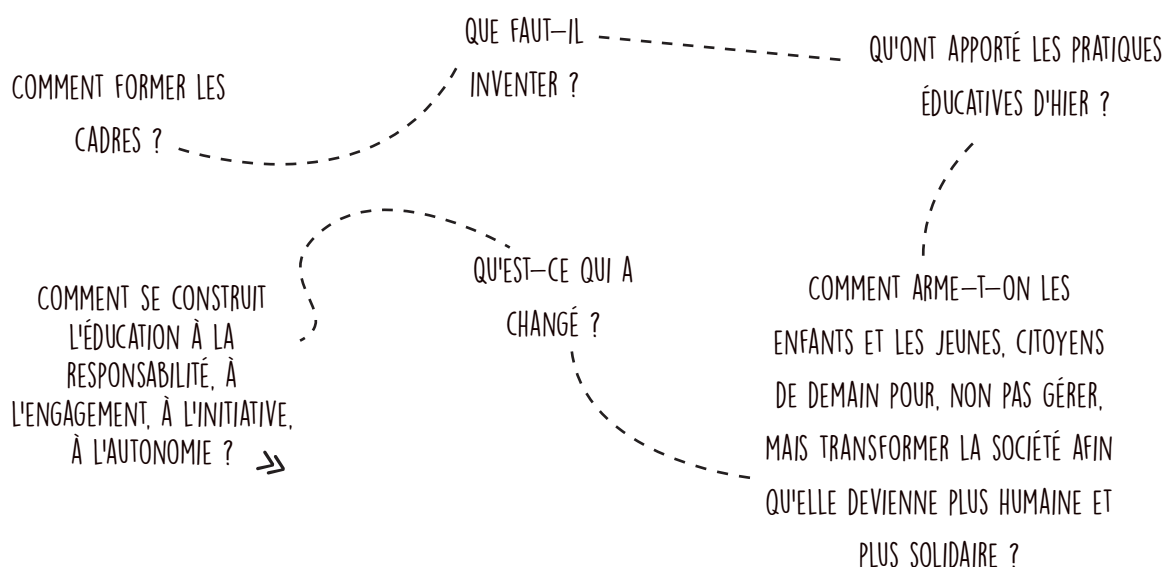 COMMENT FORMER LES
CADRES ?
QUE FAUT-IL
INVENTER ?
QU'ONT APPORTÉ LES PRATIQUES
ÉDUCATIVES D'HIER ?
COMMENT ARME-T-ON LES
ENFANTS ET LES JEUNES, CITOYENS
DE DEMAIN POUR, NON PAS GÉRER,
MAIS TRANSFORMER LA SOCIÉTÉ AFIN
QU'ELLE DEVIENNE PLUS HUMAINE ET
PLUS SOLIDAIRE ?
QU'EST-CE QUI A
CHANGÉ ?
COMMENT SE CONSTRUIT
L'ÉDUCATION À LA
RESPONSABILITÉ, À
L'ENGAGEMENT, À L'INITIATIVE,
À L'AUTONOMIE ?